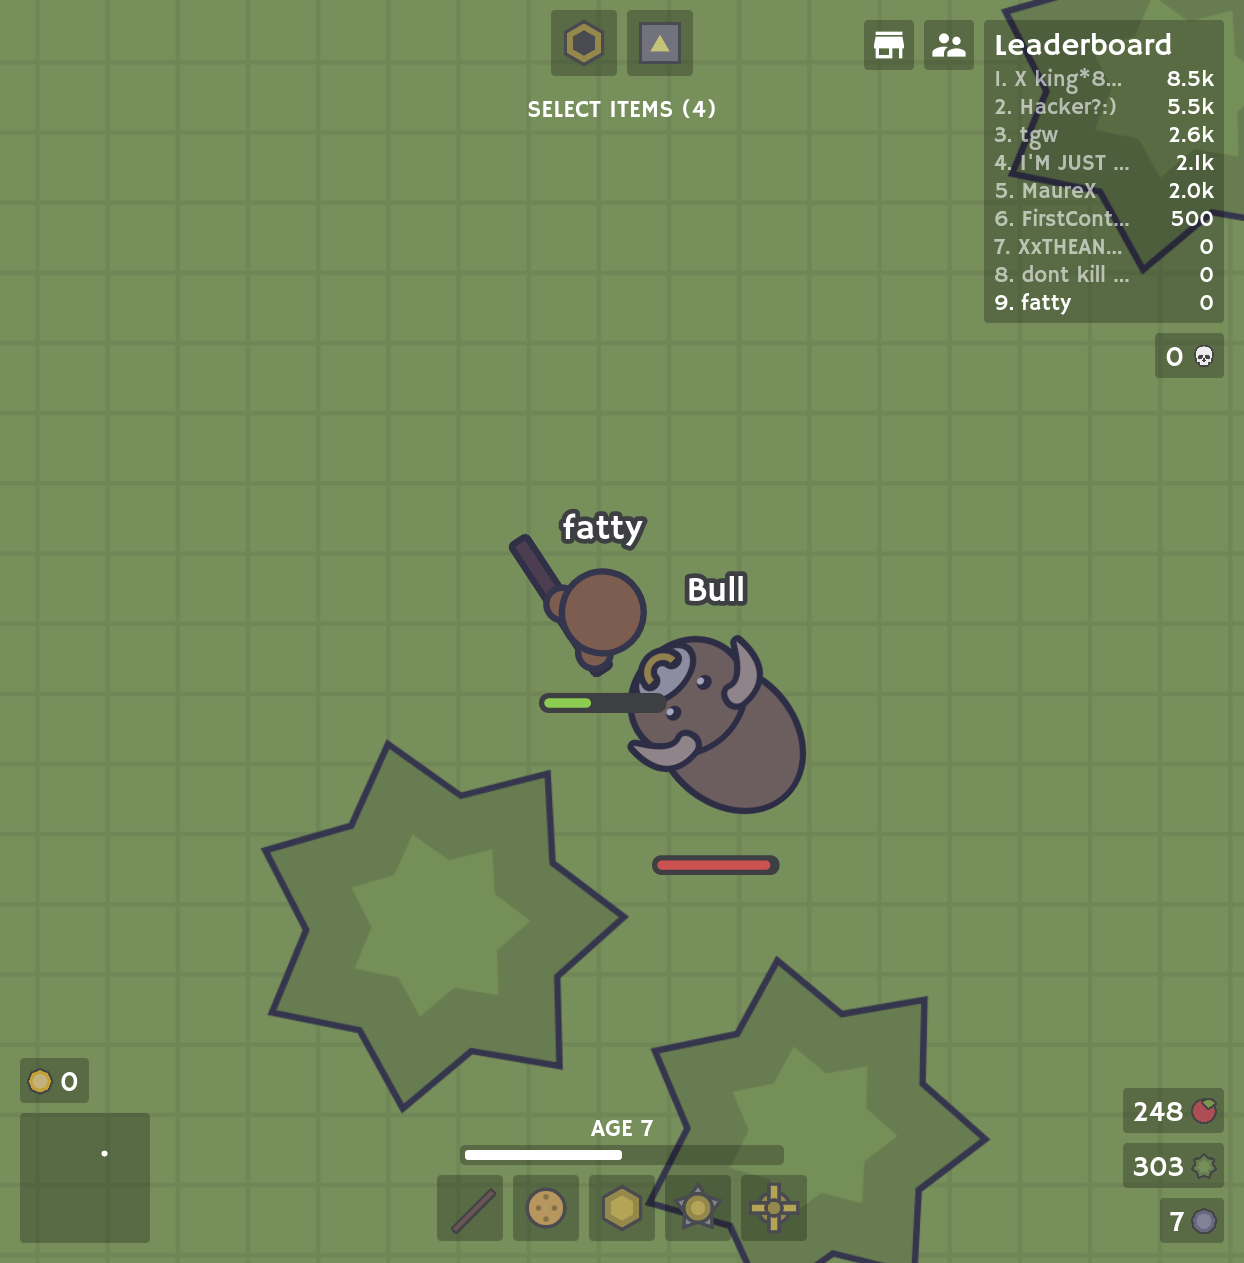 SELECT ITEMS (4)
Leaderboard
1. X king*8... 8.5k
2. Hacker?:) 5.5k
3. tgw 2.6k
4. I'M JUST ... 2.1k
5. MaureX 2.0k
6. FirstCont... 500
7. XxTHEAN... 0
8. dont kill ... 0
9. fatty 0
0
fatty
Bull
0
AGE 7
248
303
7